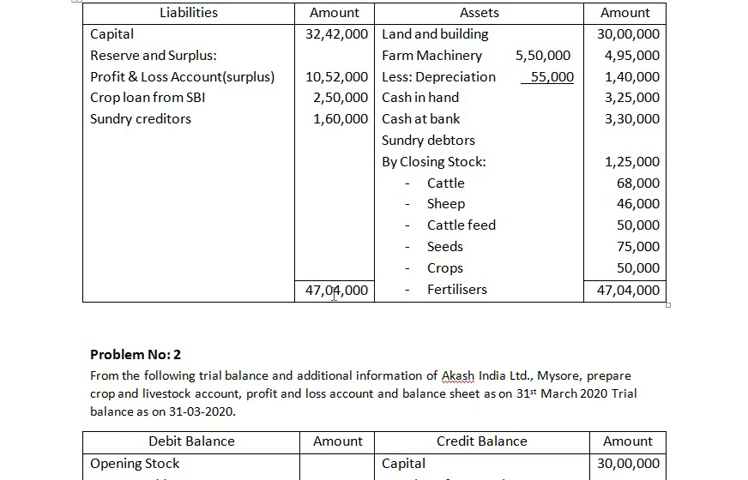 Liabilities Amount Assets Amount
Capital 32,42,000 Land and building 30,00,000
Reserve and Surplus: Farm Machinery 5,50,000 4,95,000
Profit & Loss Account(surplus) 10,52,000 Less: Depreciation 55,000 1,40,000
Crop loan from SBI 2,50,000 Cash in hand 3,25,000
Sundry creditors 1,60,000 Cash at bank 3,30,000
Sundry debtors
By Closing Stock: 1,25,000
- Cattle 68,000
- Sheep 46,000
- Cattle feed 50,000
- Seeds 75,000
- Crops 50,000
47,04,000 - Fertilisers 47,04,000
Problem No: 2
From the following trial balance and additional information of Akash India Ltd., Mysore, prepare
crop and livestock account, profit and loss account and balance sheet as on 31st March 2020 Trial
balance as on 31-03-2020.
Debit Balance Amount Credit Balance Amount
Opening Stock Capital 30,00,000